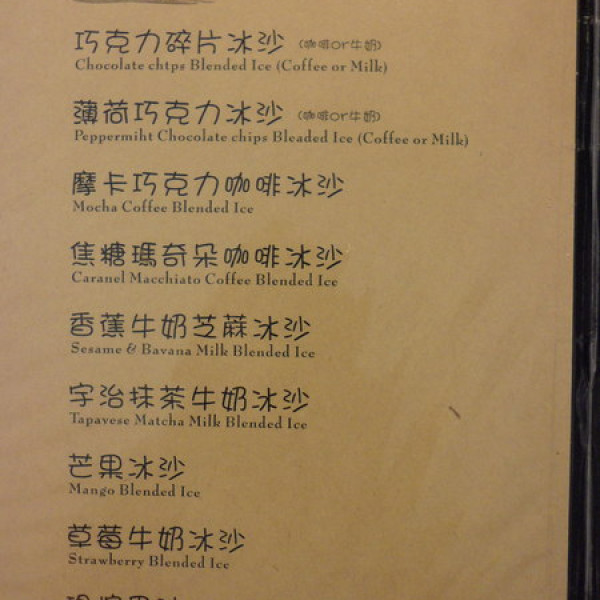 巧克力碎片冰沙 (咖啡or牛奶)
Chocolate chtps Blended Ice (Coffee or Milk)
薄荷巧克力冰沙 (咖啡or牛奶)
Peppermiht Chocolate chips Bleaded Ice (Coffee or Milk)
摩卡巧克力咖啡冰沙
Mocha Coffee Blended Ice
焦糖瑪奇朵咖啡冰沙
Caranel Macchiato Coffee Blended Ice
香蕉牛奶芝蔴冰沙
Sesame & Bavana Milk Blended Ice
宇治抹茶牛奶冰沙
Tapavese Matcha Milk Blended Ice
芒果冰沙
Mango Blended Ice
草莓牛奶冰沙
Strawberry Blended Ice